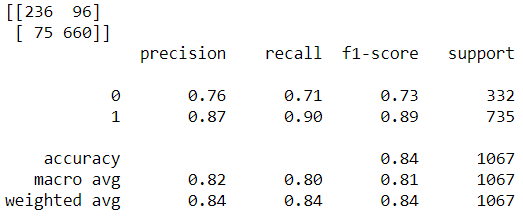 [[236 96]
[ 75 660]]
precision recall f1-score support
0 0.76 0.71 0.73 332
1 0.87 0.90 0.89 735
accuracy 0.84 1067
macro avg 0.82 0.80 0.81 1067
weighted avg 0.84 0.84 0.84 1067